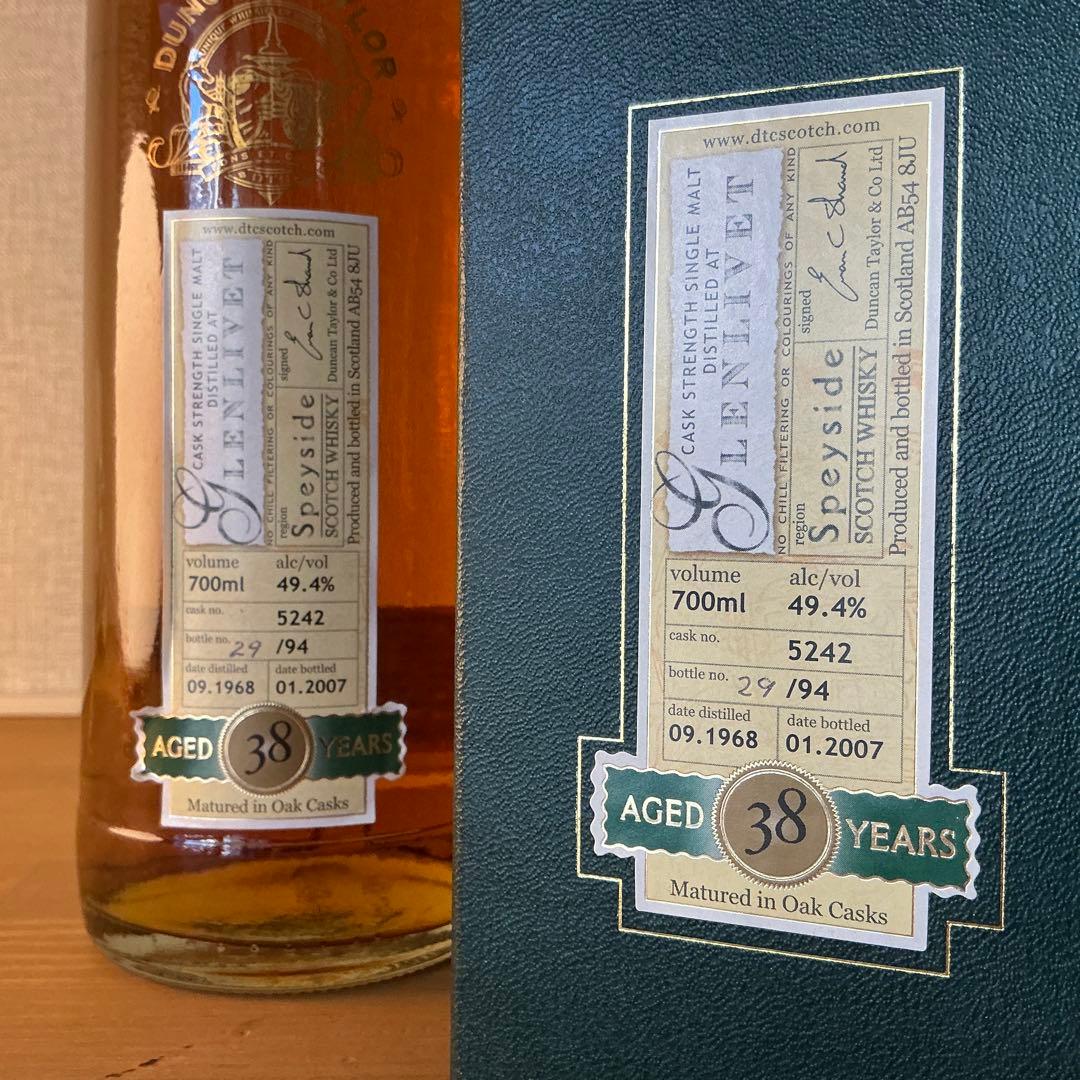 DUNC
YLOR
www.dtcscotch.com
CASK STRENGTH SINGLE MALT
DISTILLED AT
GLENLIVET
NO CHILL FILTERING OR COLOURINGS OF ANY KIND
region
Speyside
SCOTCH WHISKY
signed
Euan C Shand
Duncan Taylor & Co Ltd
Produced and bottled in Scotland AB54 8JU
volume
700ml
alc/vol
49.4%
cask no.
5242
bottle no.
29 /94
date distilled
09.1968
date bottled
01.2007
AGED 38 YEARS
Matured in Oak Casks
www.dtcscotch.com
CASK STRENGTH SINGLE MALT
DISTILLED AT
GLENLIVET
NO CHILL FILTERING OR COLOURINGS OF ANY KIND
region
Speyside
SCOTCH WHISKY
signed
Euan C Shand
Duncan Taylor & Co Ltd
Produced and bottled in Scotland AB54 8JU
volume
700ml
alc/vol
49.4%
cask no.
5242
bottle no.
29 /94
date distilled
09.1968
date bottled
01.2007
AGED 38 YEARS
Matured in Oak Casks